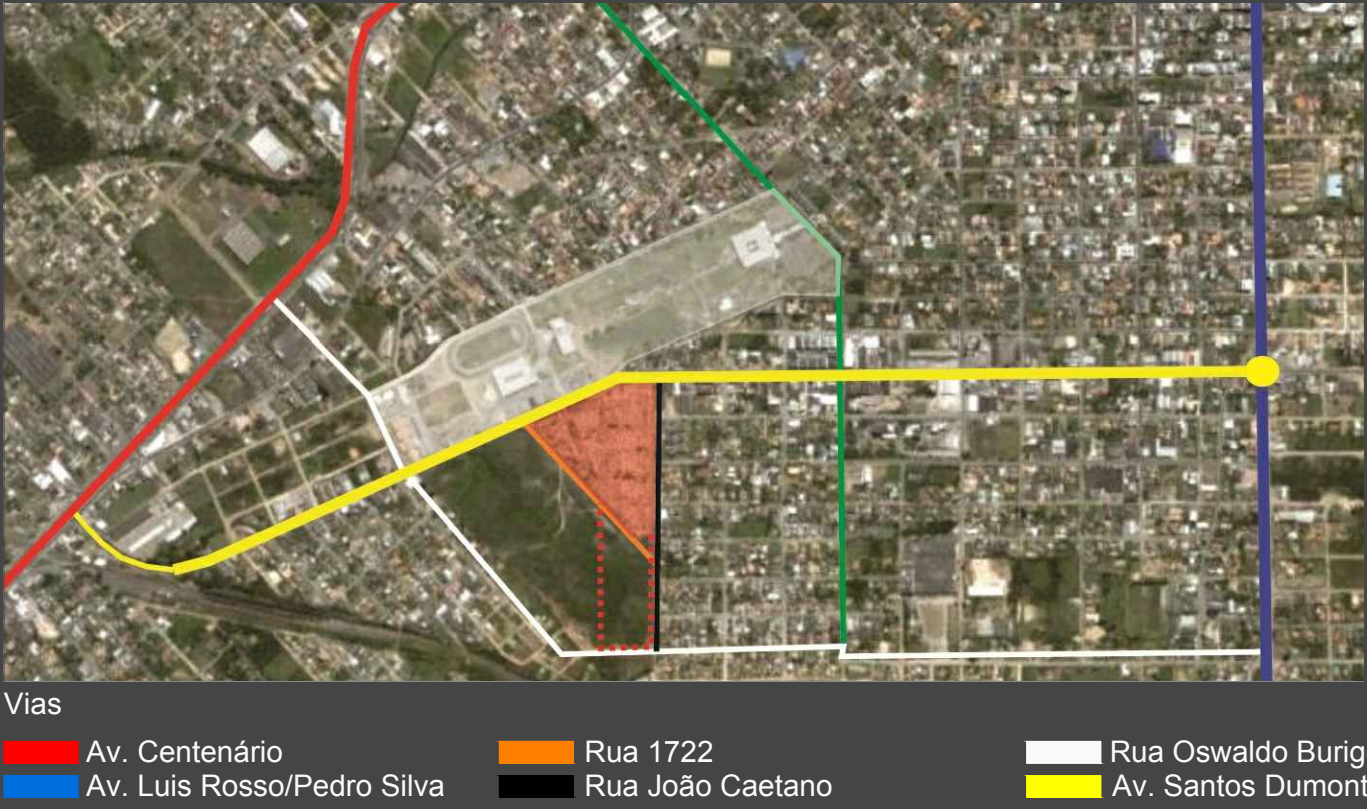 Vias
Av. Centenário
Rua 1722
Rua Oswaldo Burig
Av. Luis Rosso/Pedro Silva
Rua João Caetano
Av. Santos Dumont